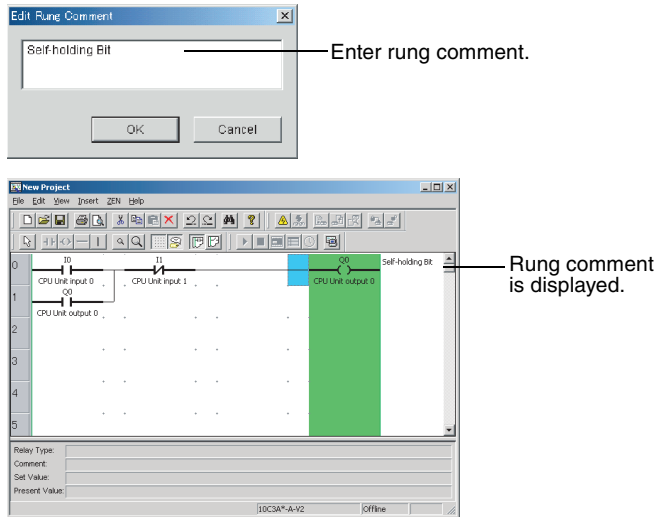 Edit Rung Comment
Self-holding Bit
Enter rung comment.
OK Cancel
New Project
File Edit View Insert ZEN Help
0 I0 I1 Q0 Self-holding Bit
CPU Unit input 0 CPU Unit input 1 CPU Unit output 0
Rung comment
is displayed.
1 Q0
CPU Unit output 0
2
3
4
5
Relay Type:
Comment:
Set Value:
Present Value:
10C3A*-A-V2 Offline